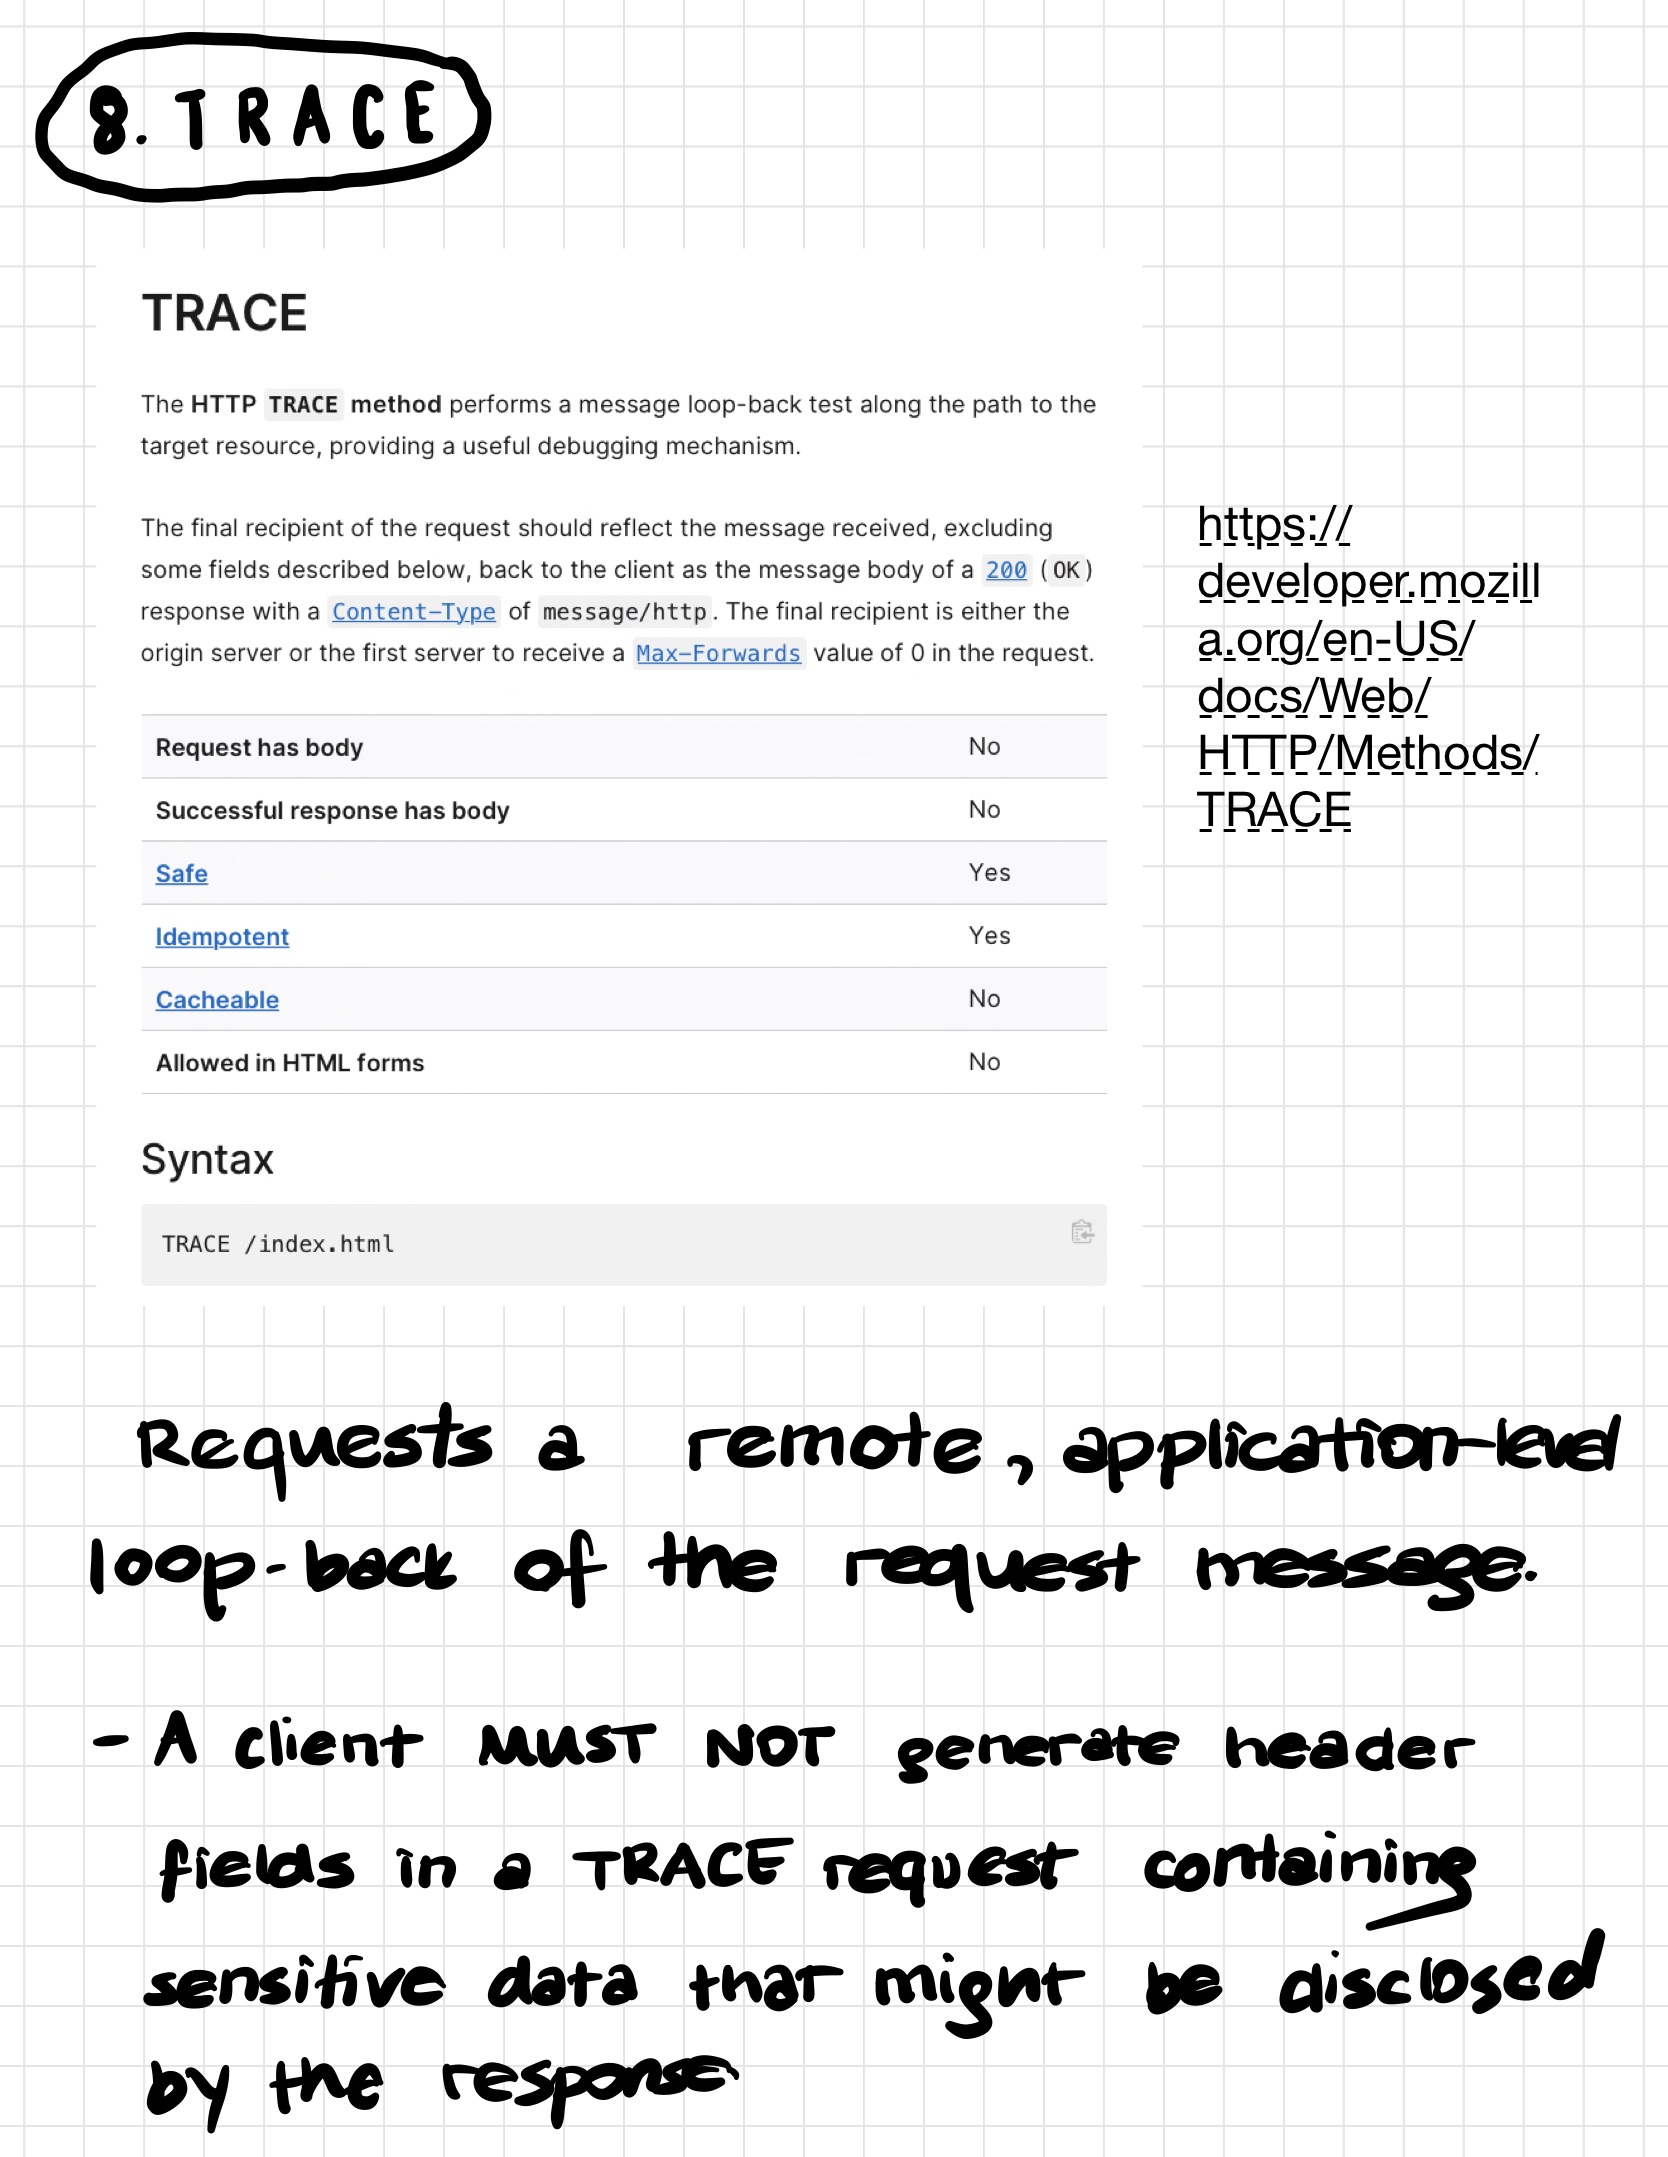 8. TRACE
TRACE
The HTTP TRACE method performs a message loop-back test along the path to the
target resource, providing a useful debugging mechanism.
The final recipient of the request should reflect the message received, excluding
some fields described below, back to the client as the message body of a 200 (OK)
response with a Content-Type of message/http. The final recipient is either the
origin server or the first server to receive a Max-Forwards value of 0 in the request.
https://
developer.mozill
a.org/en-US/
docs/Web/
HTTP/Methods/
TRACE
Request has body No
Successful response has body No
Safe Yes
Idempotent Yes
Cacheable No
Allowed in HTML forms No
Syntax
TRACE /index.html
Requests a remote, application-level
loop-back of the request message.
- A client MUST NOT generate header
fields in a TRACE request containing
sensitive data that might be disclosed
by the response